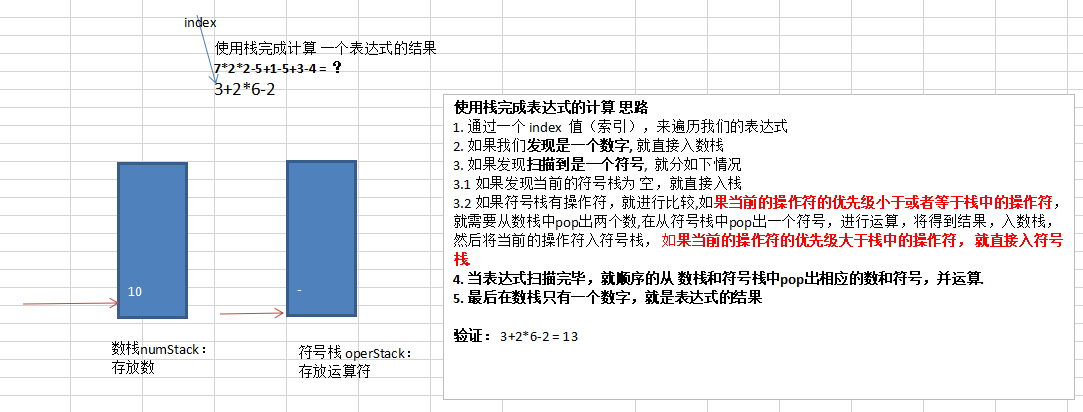 index
使用栈完成计算 一个表达式的结果
7*2*2-5+1-5+3-4 = ？
3+2*6-2
使用栈完成表达式的计算 思路
1. 通过一个 index 值（索引），来遍历我们的表达式
2. 如果我们发现是一个数字, 就直接入数栈
3. 如果发现扫描到是一个符号, 就分如下情况
3.1 如果发现当前的符号栈为 空，就直接入栈
3.2 如果符号栈有操作符，就进行比较,如果当前的操作符的优先级小于或者等于栈中的操作符，
就需要从数栈中pop出两个数,在从符号栈中pop出一个符号，进行运算，将得到结果，入数栈，
然后将当前的操作符入符号栈， 如果当前的操作符的优先级大于栈中的操作符， 就直接入符号
栈.
4. 当表达式扫描完毕，就顺序的从 数栈和符号栈中pop出相应的数和符号，并运算.
5. 最后在数栈只有一个数字，就是表达式的结果
验证： 3+2*6-2 = 13
10
-
数栈numStack：
存放数
符号栈 operStack：
存放运算符